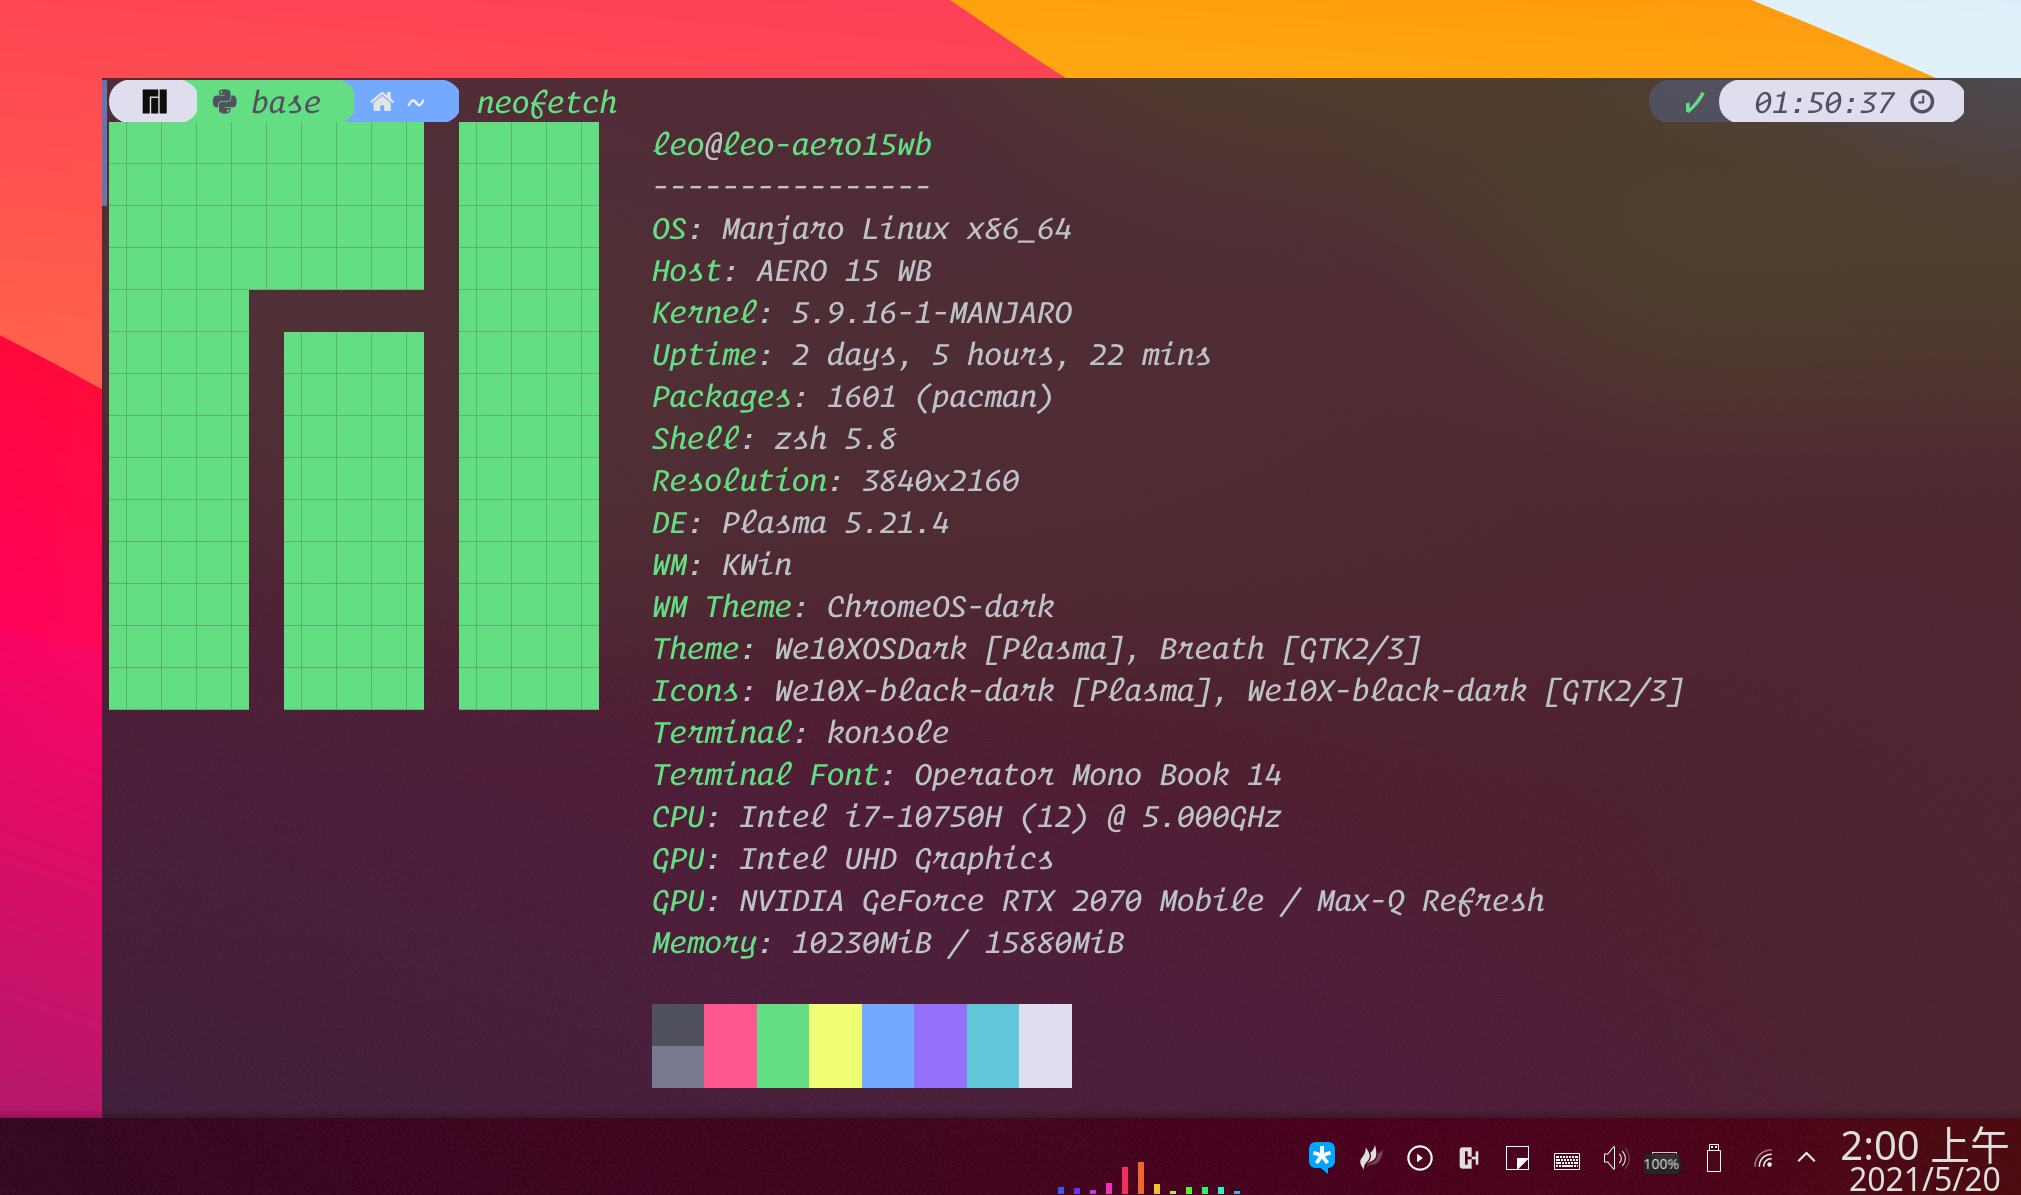 base ~ neofetch ✓ 01:50:37
leo@leo-aero15wb
----------------
OS: Manjaro Linux x86_64
Host: AERO 15 WB
Kernel: 5.9.16-1-MANJARO
Uptime: 2 days, 5 hours, 22 mins
Packages: 1601 (pacman)
Shell: zsh 5.8
Resolution: 3840x2160
DE: Plasma 5.21.4
WM: KWin
WM Theme: ChromeOS-dark
Theme: We10XOSDark [Plasma], Breath [GTK2/3]
Icons: We10X-black-dark [Plasma], We10X-black-dark [GTK2/3]
Terminal: konsole
Terminal Font: Operator Mono Book 14
CPU: Intel i7-10750H (12) @ 5.000GHz
GPU: Intel UHD Graphics
GPU: NVIDIA GeForce RTX 2070 Mobile / Max-Q Refresh
Memory: 10230MiB / 15880MiB
100%
2:00 上午
2021/5/20